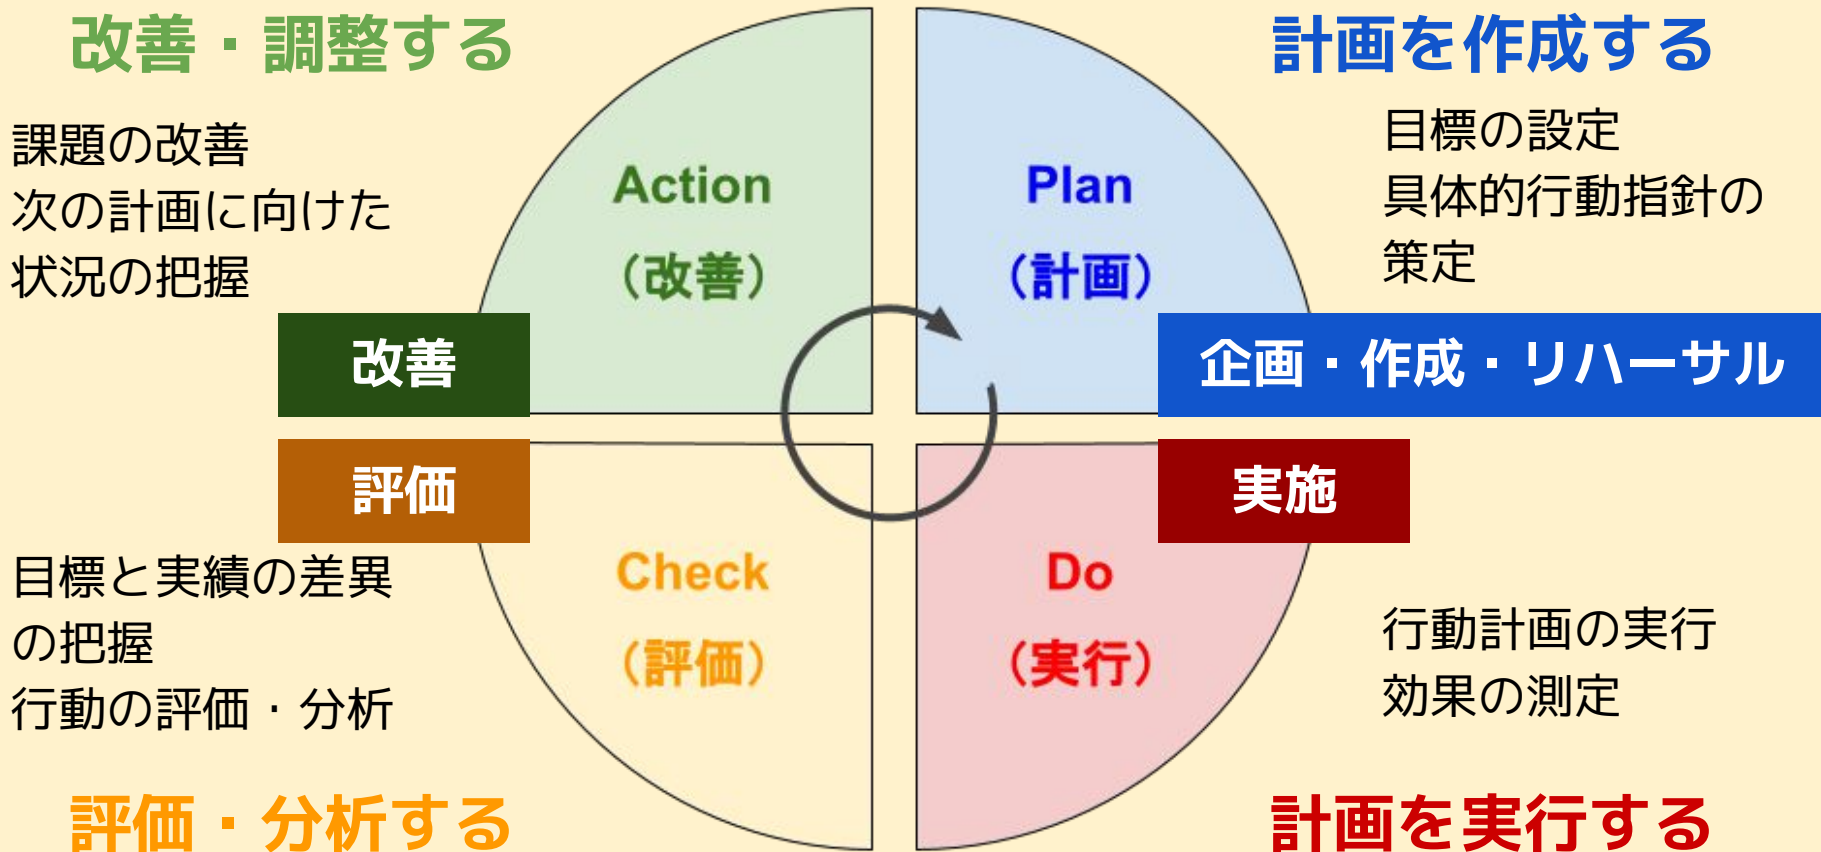 改善・調整する
計画を作成する
課題の改善
次の計画に向けた
状況の把握
Action
（改善）
Plan
（計画）
目標の設定
具体的行動指針の
策定
改善
企画・作成・リハーサル
評価
実施
目標と実績の差異
の把握
行動の評価・分析
Check
（評価）
Do
（実行）
行動計画の実行
効果の測定
評価・分析する
計画を実行する